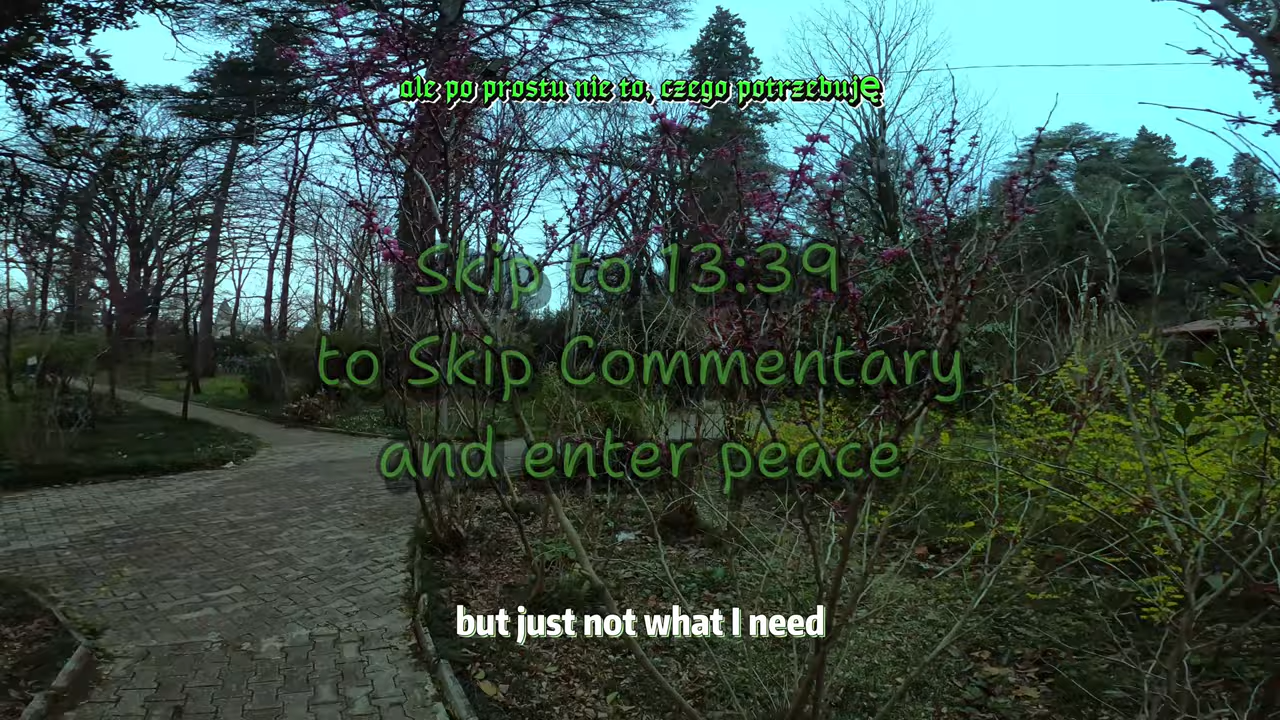 ale po prostu nie to, czego potrzebuję
Skip to 13:39
to Skip Commentary
and enter peace
but just not what I need